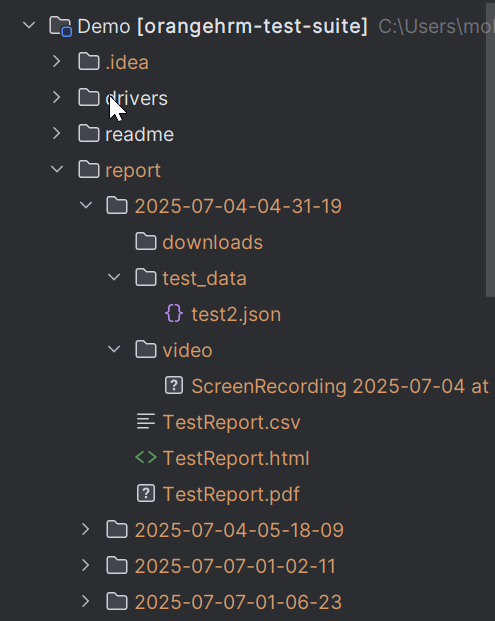 Demo [orangehrm-test-suite] C:\Users\mol
.idea
drivers
readme
report
2025-07-04-04-31-19
downloads
test_data
{} test2.json
video
? ScreenRecording 2025-07-04 at
TestReport.csv
<> TestReport.html
? TestReport.pdf
2025-07-04-05-18-09
2025-07-07-01-02-11
2025-07-07-01-06-23